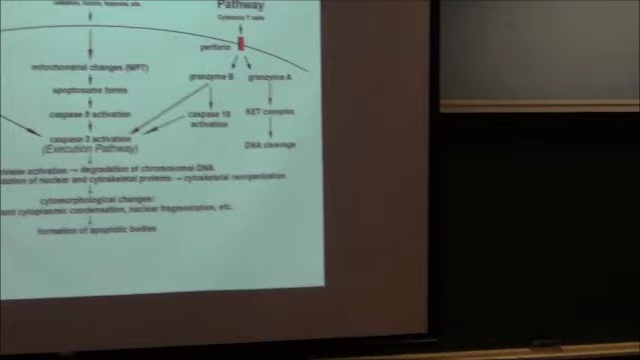 Pathway
Cytotoxic T cells
perforin
mitochondrial changes (MPT)
granzyme B granzyme A
apoptosome forms
caspase 9 activation
caspase 10
activation
SET complex
caspase 3 activation
(Execution Pathway)
DNA cleavage
activation → degradation of chromosomal DNA
of nuclear and cytoskeletal proteins → cytoskeletal reorganization
cytomorphological changes:
cytoplasmic condensation, nuclear fragmentation, etc.
formation of apoptotic bodies